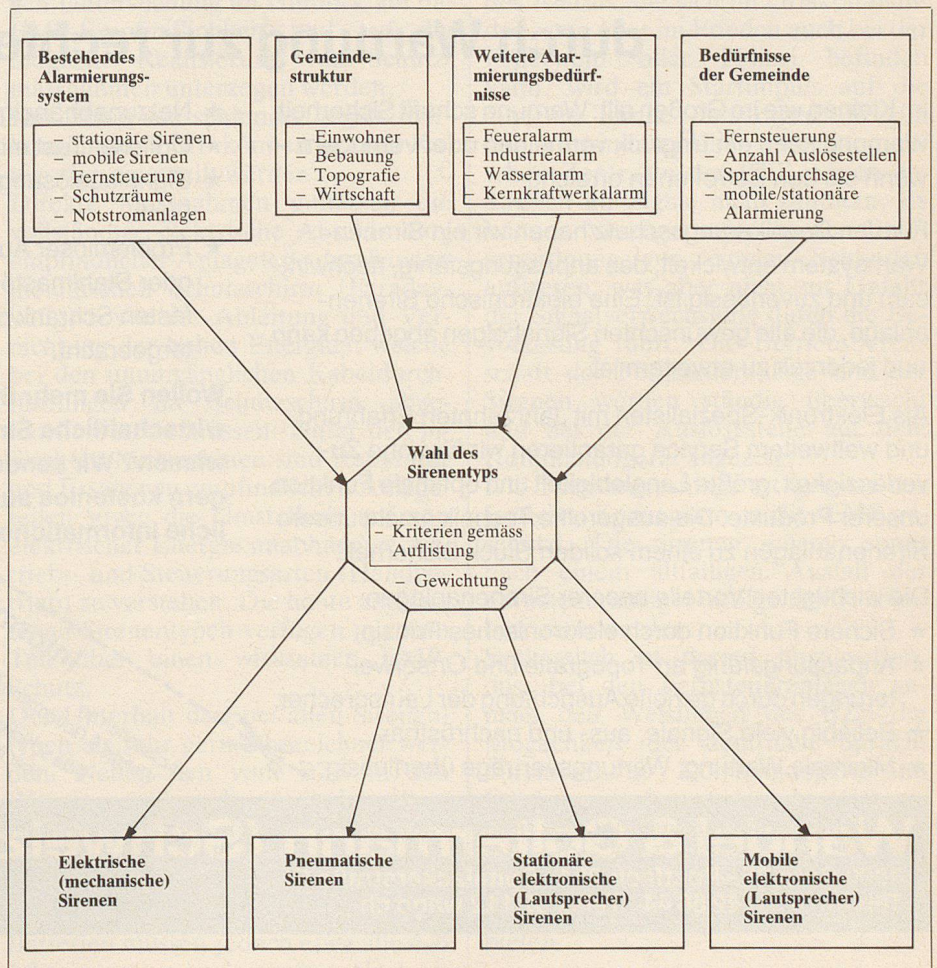 Bestehendes
Alarmierungs-
system
– stationäre Sirenen
– mobile Sirenen
– Fernsteuerung
– Schutzräume
– Notstromanlagen
Gemeinde-
struktur
– Einwohner
– Bebauung
– Topografie
– Wirtschaft
Weitere Alar-
mierungsbedürf-
nisse
– Feueralarm
– Industriealarm
– Wasseralarm
– Kernkraftwerkalarm
Bedürfnisse
der Gemeinde
– Fernsteuerung
– Anzahl Auslösestellen
– Sprachdurchsage
– mobile/stationäre
Alarmierung
Wahl des
Sirenentyps
– Kriterien gemäss
Auflistung
– Gewichtung
Elektrische
(mechanische)
Sirenen
Pneumatische
Sirenen
Stationäre
elektronische
(Lautsprecher)
Sirenen
Mobile
elektronische
(Lautsprecher)
Sirenen